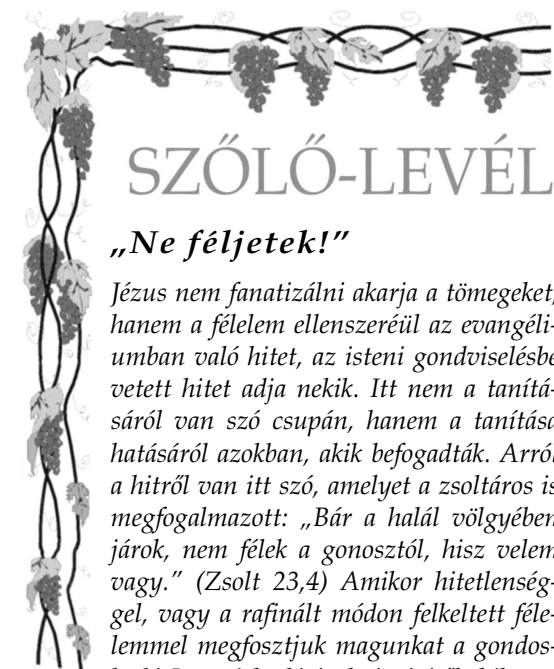 SZŐLŐ-LEVÉL
„Ne féljetek!”
Jézus nem fanatizálni akarja a tömegeket,
hanem a félelem ellenszeréül az evangéli-
umban való hitet, az isteni gondviselésbe
vetett hitet adja nekik. Itt nem a tanítá-
sáról van szó csupán, hanem a tanítása
hatásáról azokban, akik befogadták. Arról
a hitről van itt szó, amelyet a zsoltáros is
megfogalmazott: „Bár a halál völgyében
járok, nem félek a gonosztól, hisz velem
vagy.” (Zsolt 23,4) Amikor hitetlenség-
gel, vagy a rafinált módon felkeltett féle-
lemmel megfosztjuk magunkat a gondos-